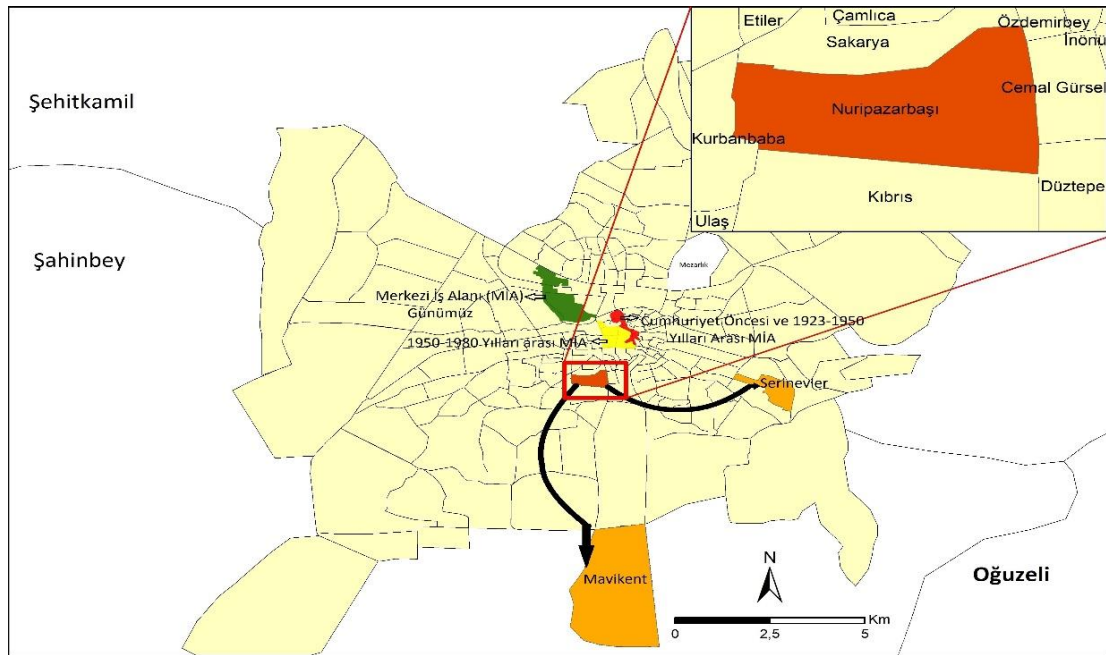 Etiler
Çamlıca
Özdemirbey
Sakarya
İnönü
Cemal Gürsel
Nuripazarbaşı
Kurbanbaba
Kıbrıs
Düztepe
Ulaş
Şehitkamil
Şahinbey
Mezarlık
Merkezi İş Alanı (MİA)
Günümüz
Cumhuriyet Öncesi ve 1923-1950
Yılları Arası MİA
1950-1980 Yılları arası MİA
Serinevler
Mavikent
Oğuzeli
N
Km
0 2,5 5